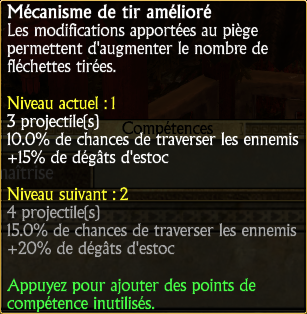 Mécanisme de tir amélioré
Les modifications apportées au piège
permettent d'augmenter le nombre de
fléchettes tirées.
Niveau actuel : 1
3 projectile(s)
Compétences
10.0% de chances de traverser les ennemis
+15% de dégâts d'estoc
maîtrise
Niveau suivant : 2
4 projectile(s)
15.0% de chances de traverser les ennemis
+20% de dégâts d'estoc
Appuyez pour ajouter des points de
compétence inutilisés.